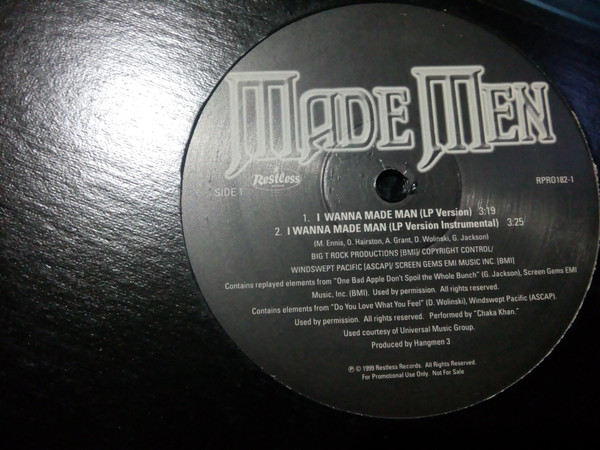 MADE MEN
Restless
SIDE 1
RPRO182-1
1. I WANNA MADE MAN (LP Version) 3:19
2. I WANNA MADE MAN (LP Version Instrumental) 3:25
(M. Ennis, O. Hairston, A. Grant, D. Wolinski, G. Jackson)
BIG T ROCK PRODUCTIONS [BMI]/ COPYRIGHT CONTROL/
WINDSWEPT PACIFIC [ASCAP]/ SCREEN GEMS EMI MUSIC INC. [BMI]
Contains replayed elements from "One Bad Apple Don't Spoil the Whole Bunch" (G. Jackson), Screen Gems EMI
Music, Inc. (BMI). Used by permission. All rights reserved.
Contains elements from "Do You Love What You Feel" (D. Wolinski), Windswept Pacific (ASCAP).
Used by permission. All rights reserved. Performed by "Chaka Khan."
Used courtesy of Universal Music Group.
Produced by Hangmen 3
℗ © 1999 Restless Records. All Rights Reserved.
For Promotional Use Only. Not For Sale